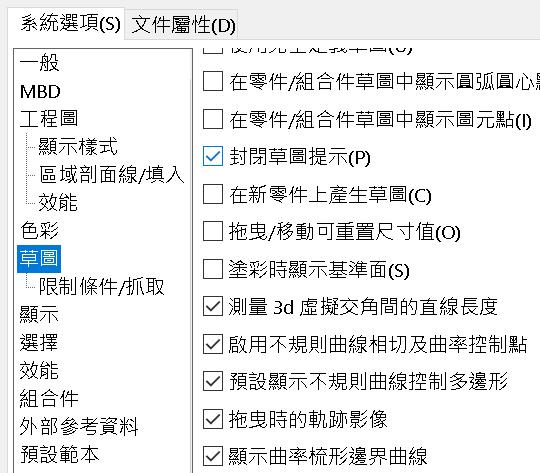 系統選項(S)
文件屬性(D)
一般
MBD
工程圖
顯示樣式
區域剖面線/填入
效能
色彩
草圖
限制條件/抓取
顯示
選擇
效能
組合件
外部參考資料
預設範本
使用完全定義草圖(U)
在零件/組合件草圖中顯示圓弧圓心點
在零件/組合件草圖中顯示圖元點(I)
封閉草圖提示(P)
在新零件上產生草圖(C)
拖曳/移動可重置尺寸值(O)
塗彩時顯示基準面(S)
測量 3d 虛擬交角間的直線長度
啟用不規則曲線相切及曲率控制點
預設顯示不規則曲線控制多邊形
拖曳時的軌跡影像
顯示曲率梳形邊界曲線